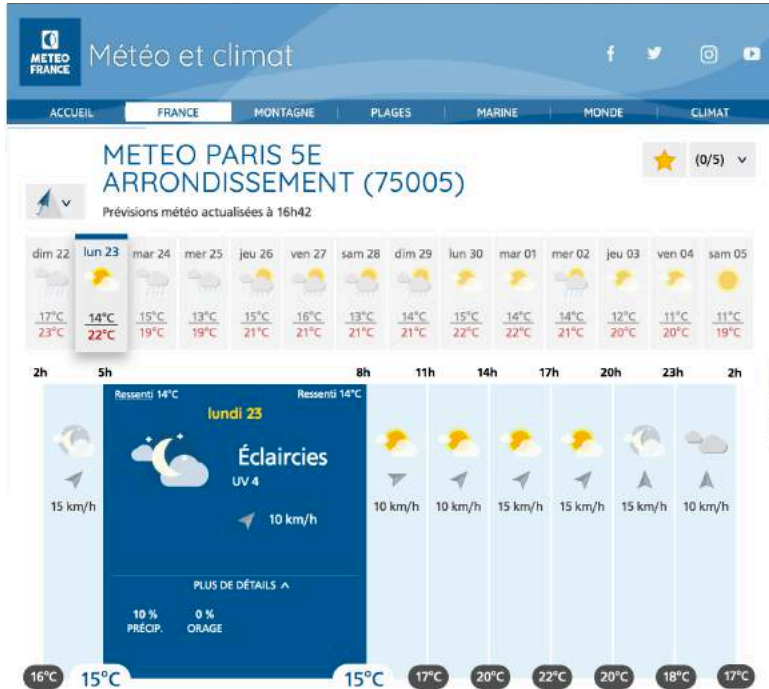 METEO
FRANCE
Météo et climat
ACCUEIL FRANCE MONTAGNE PLAGES MARINE MONDE CLIMAT
METEO PARIS 5E
ARRONDISSEMENT (75005)
(0/5)
Prévisions météo actualisées à 16h42
dim 22 lun 23 mar 24 mer 25 jeu 26 ven 27 sam 28 dim 29 lun 30 mar 01 mer 02 jeu 03 ven 04 sam 05
17°C 14°C 15°C 13°C 15°C 16°C 13°C 14°C 15°C 14°C 14°C 12°C 11°C 11°C
23°C 22°C 19°C 19°C 21°C 21°C 21°C 21°C 22°C 22°C 21°C 20°C 20°C 19°C
2h 5h 8h 11h 14h 17h 20h 23h 2h
Ressenti 14°C Ressenti 14°C
lundi 23
Éclaircies
UV 4
15 km/h 10 km/h 10 km/h 10 km/h 15 km/h 15 km/h 15 km/h 10 km/h
PLUS DE DÉTAILS
10 % 0 %
PRÉCIP. ORAGE
16°C 15°C 15°C 17°C 20°C 22°C 20°C 18°C 17°C